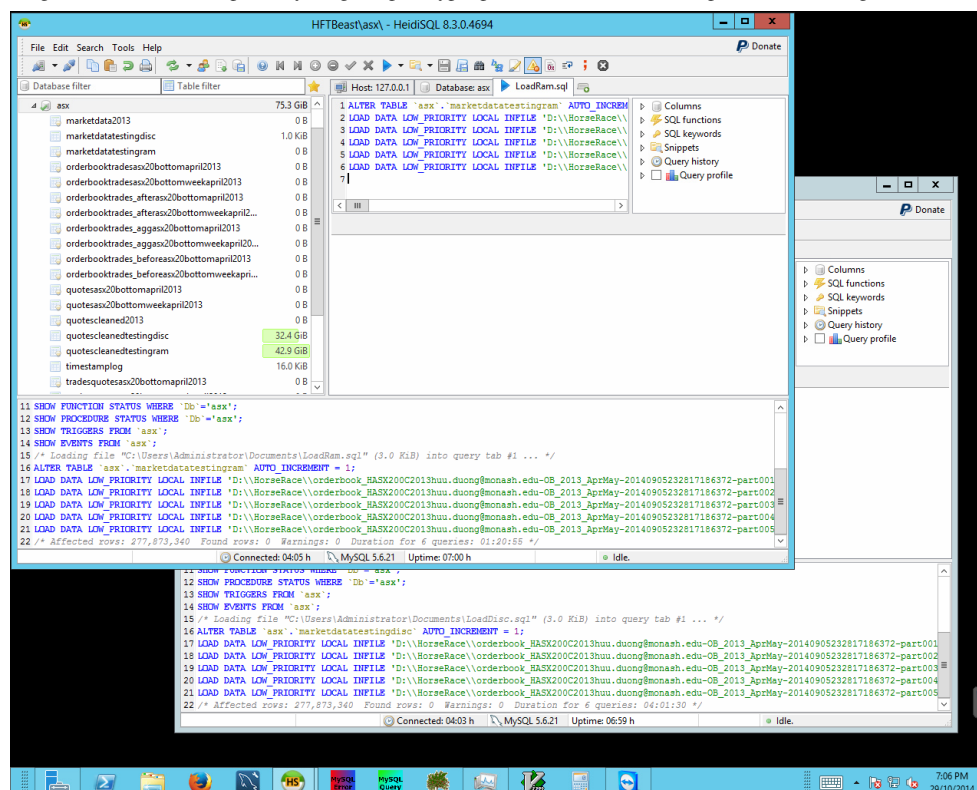 HFTBeast\asx\ - HeidiSQL 8.3.0.4694
File Edit Search Tools Help
Donate
Database filter
Table filter
Host: 127.0.0.1
Database: asx
LoadRam.sql
asx 75.3 GiB
marketdata2013 0 B
marketdatatestingdisc 1.0 KiB
marketdatatestingram 0 B
orderbooktradesasx20bottomapril2013 0 B
orderbooktradesasx20bottomweekapril2013 0 B
orderbooktrades_afterasx20bottomapril2013 0 B
orderbooktrades_afterasx20bottomweekapril2... 0 B
orderbooktrades_aggasx20bottomapril2013 0 B
orderbooktrades_aggasx20bottomweekapril20... 0 B
orderbooktrades_beforeasx20bottomapril2013 0 B
orderbooktrades_beforeasx20bottomweekapri... 0 B
quotesasx20bottomapril2013 0 B
quotesasx20bottomweekapril2013 0 B
quotescleaned2013 0 B
quotescleanedtestingdisc 32.4 GiB
quotescleanedtestingram 42.9 GiB
timestamplog 16.0 KiB
tradesquotesasx20bottomapril2013 0 B
1 ALTER TABLE `asx`.`marketdatatestingram` AUTO_INCREM
2 LOAD DATA LOW_PRIORITY LOCAL INFILE 'D:\\HorseRace\\
3 LOAD DATA LOW_PRIORITY LOCAL INFILE 'D:\\HorseRace\\
4 LOAD DATA LOW_PRIORITY LOCAL INFILE 'D:\\HorseRace\\
5 LOAD DATA LOW_PRIORITY LOCAL INFILE 'D:\\HorseRace\\
6 LOAD DATA LOW_PRIORITY LOCAL INFILE 'D:\\HorseRace\\
7
Columns
SQL functions
SQL keywords
Snippets
Query history
Query profile
11 SHOW FUNCTION STATUS WHERE `Db`='asx';
12 SHOW PROCEDURE STATUS WHERE `Db`='asx';
13 SHOW TRIGGERS FROM `asx`;
14 SHOW EVENTS FROM `asx`;
15 /* Loading file "C:\Users\Administrator\Documents\LoadRam.sql" (3.0 KiB) into query tab #1 ... */
16 ALTER TABLE `asx`.`marketdatatestingram` AUTO_INCREMENT = 1;
17 LOAD DATA LOW_PRIORITY LOCAL INFILE 'D:\\HorseRace\\orderbook_HASX200C2013huu.duong@monash.edu-OB_2013_AprMay-20140905232817186372-part001
18 LOAD DATA LOW_PRIORITY LOCAL INFILE 'D:\\HorseRace\\orderbook_HASX200C2013huu.duong@monash.edu-OB_2013_AprMay-20140905232817186372-part002
19 LOAD DATA LOW_PRIORITY LOCAL INFILE 'D:\\HorseRace\\orderbook_HASX200C2013huu.duong@monash.edu-OB_2013_AprMay-20140905232817186372-part003
20 LOAD DATA LOW_PRIORITY LOCAL INFILE 'D:\\HorseRace\\orderbook_HASX200C2013huu.duong@monash.edu-OB_2013_AprMay-20140905232817186372-part004
21 LOAD DATA LOW_PRIORITY LOCAL INFILE 'D:\\HorseRace\\orderbook_HASX200C2013huu.duong@monash.edu-OB_2013_AprMay-20140905232817186372-part005
22 /* Affected rows: 277,873,340 Found rows: 0 Warnings: 0 Duration for 6 queries: 01:20:55 */
Connected: 04:05 h MySQL 5.6.21 Uptime: 07:00 h Idle.
Donate
Columns
SQL functions
SQL keywords
Snippets
Query history
Query profile
12 SHOW PROCEDURE STATUS WHERE `Db`='asx';
13 SHOW TRIGGERS FROM `asx`;
14 SHOW EVENTS FROM `asx`;
15 /* Loading file "C:\Users\Administrator\Documents\LoadDisc.sql" (3.0 KiB) into query tab #1 ... */
16 ALTER TABLE `asx`.`marketdatatestingdisc` AUTO_INCREMENT = 1;
17 LOAD DATA LOW_PRIORITY LOCAL INFILE 'D:\\HorseRace\\orderbook_HASX200C2013huu.duong@monash.edu-OB_2013_AprMay-20140905232817186372-part001
18 LOAD DATA LOW_PRIORITY LOCAL INFILE 'D:\\HorseRace\\orderbook_HASX200C2013huu.duong@monash.edu-OB_2013_AprMay-20140905232817186372-part002
19 LOAD DATA LOW_PRIORITY LOCAL INFILE 'D:\\HorseRace\\orderbook_HASX200C2013huu.duong@monash.edu-OB_2013_AprMay-20140905232817186372-part003
20 LOAD DATA LOW_PRIORITY LOCAL INFILE 'D:\\HorseRace\\orderbook_HASX200C2013huu.duong@monash.edu-OB_2013_AprMay-20140905232817186372-part004
21 LOAD DATA LOW_PRIORITY LOCAL INFILE 'D:\\HorseRace\\orderbook_HASX200C2013huu.duong@monash.edu-OB_2013_AprMay-20140905232817186372-part005
22 /* Affected rows: 277,873,340 Found rows: 0 Warnings: 0 Duration for 6 queries: 04:01:30 */
Connected: 04:03 h MySQL 5.6.21 Uptime: 06:59 h Idle.
HS
MySQL Error
MySQL Query
7:06 PM
29/10/2014